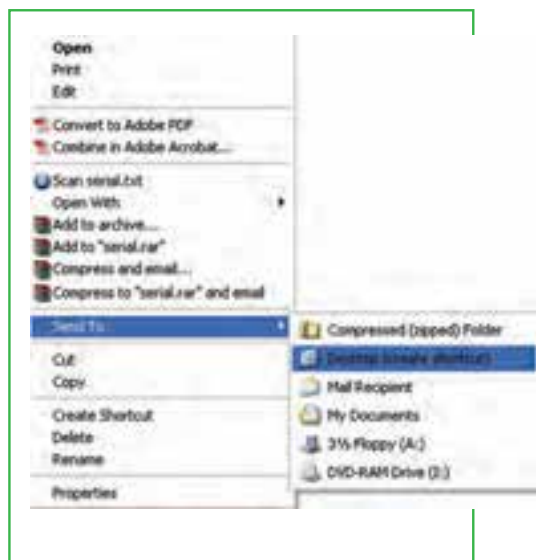 Open
Print
Edit
Convert to Adobe PDF
Combine in Adobe Acrobat...
Scan serial.txt
Open With
Add to archive...
Add to "serial.rar"
Compress and email...
Compress to "serial.rar" and email
Send To
Cut
Copy
Create Shortcut
Delete
Rename
Properties
Compressed (zipped) Folder
Desktop (create shortcut)
Mail Recipient
My Documents
3½ Floppy (A:)
DVD-RAM Drive